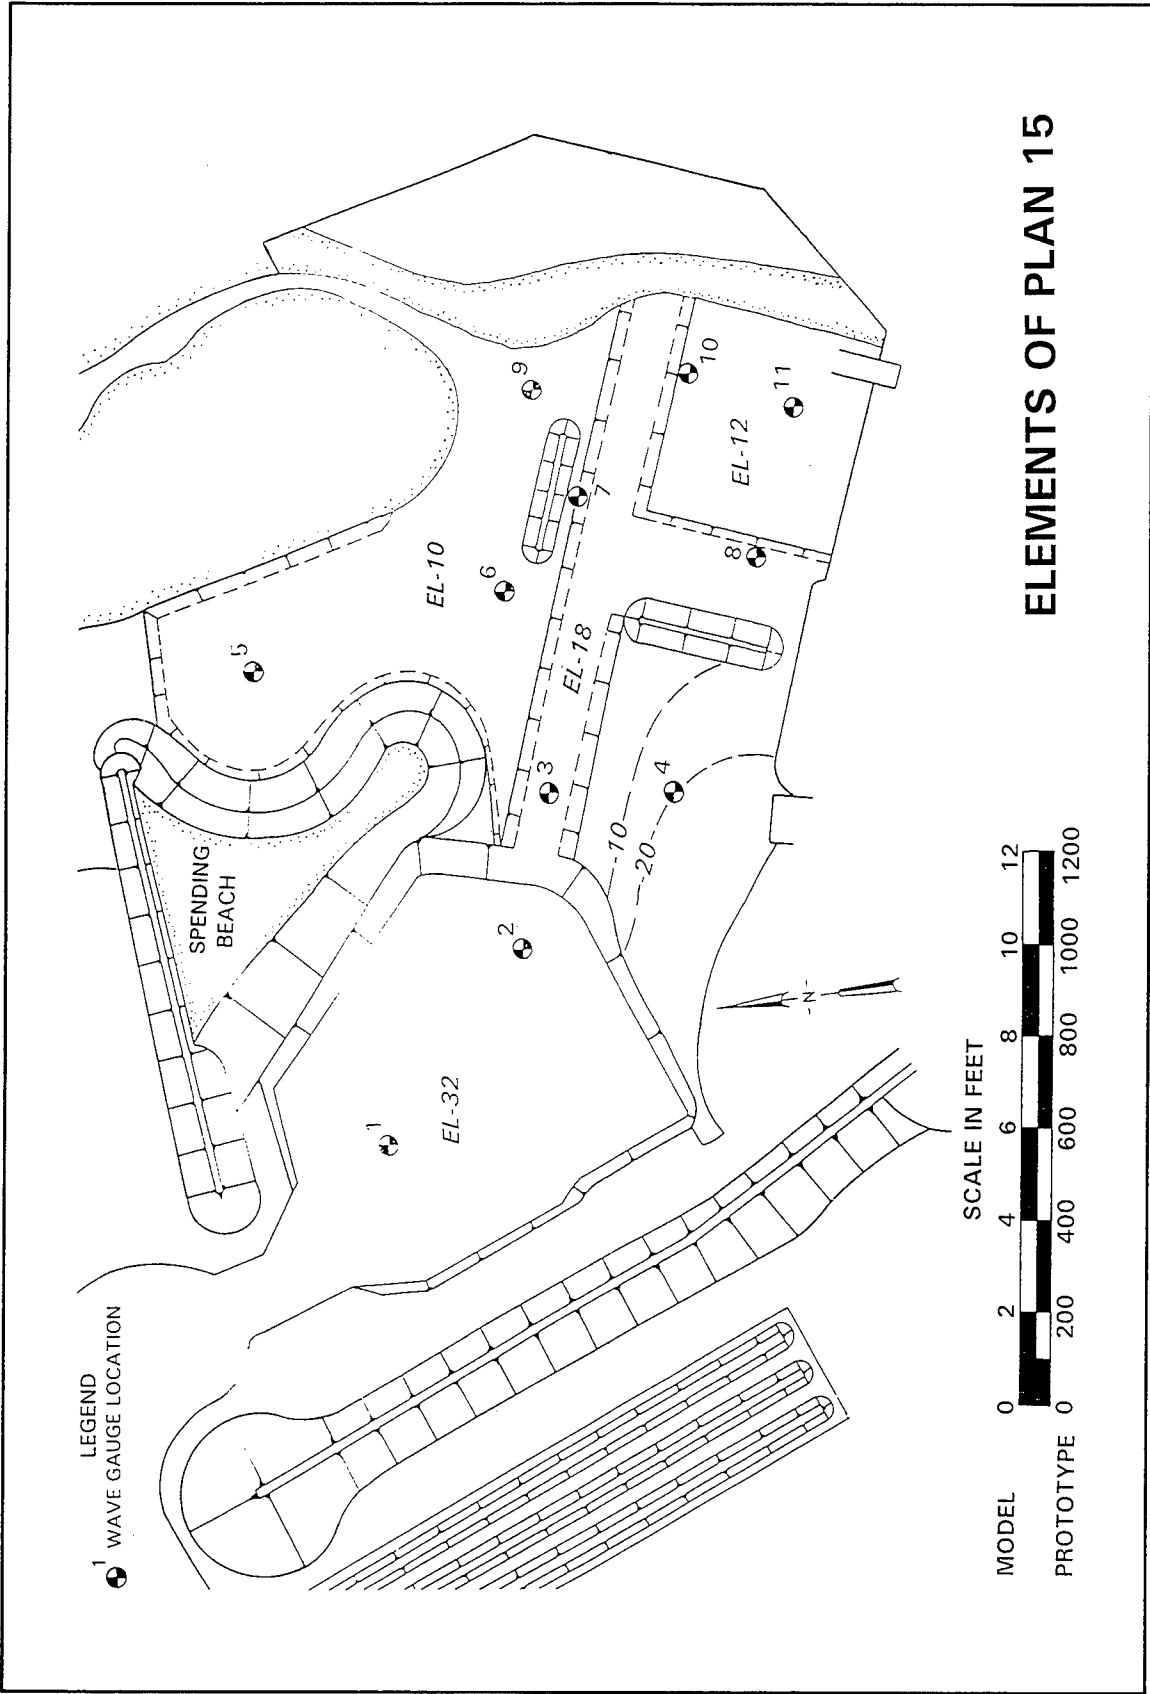 LEGEND
1 WAVE GAUGE LOCATION
SPENDING
BEACH
5
9
6
EL-10
1
EL-32
2
3
EL-18
7
10
11
EL-12
8
4
-10
-20
-N-
SCALE IN FEET
MODEL 0 2 4 6 8 10 12
PROTOTYPE 0 200 400 600 800 1000 1200
ELEMENTS OF PLAN 15